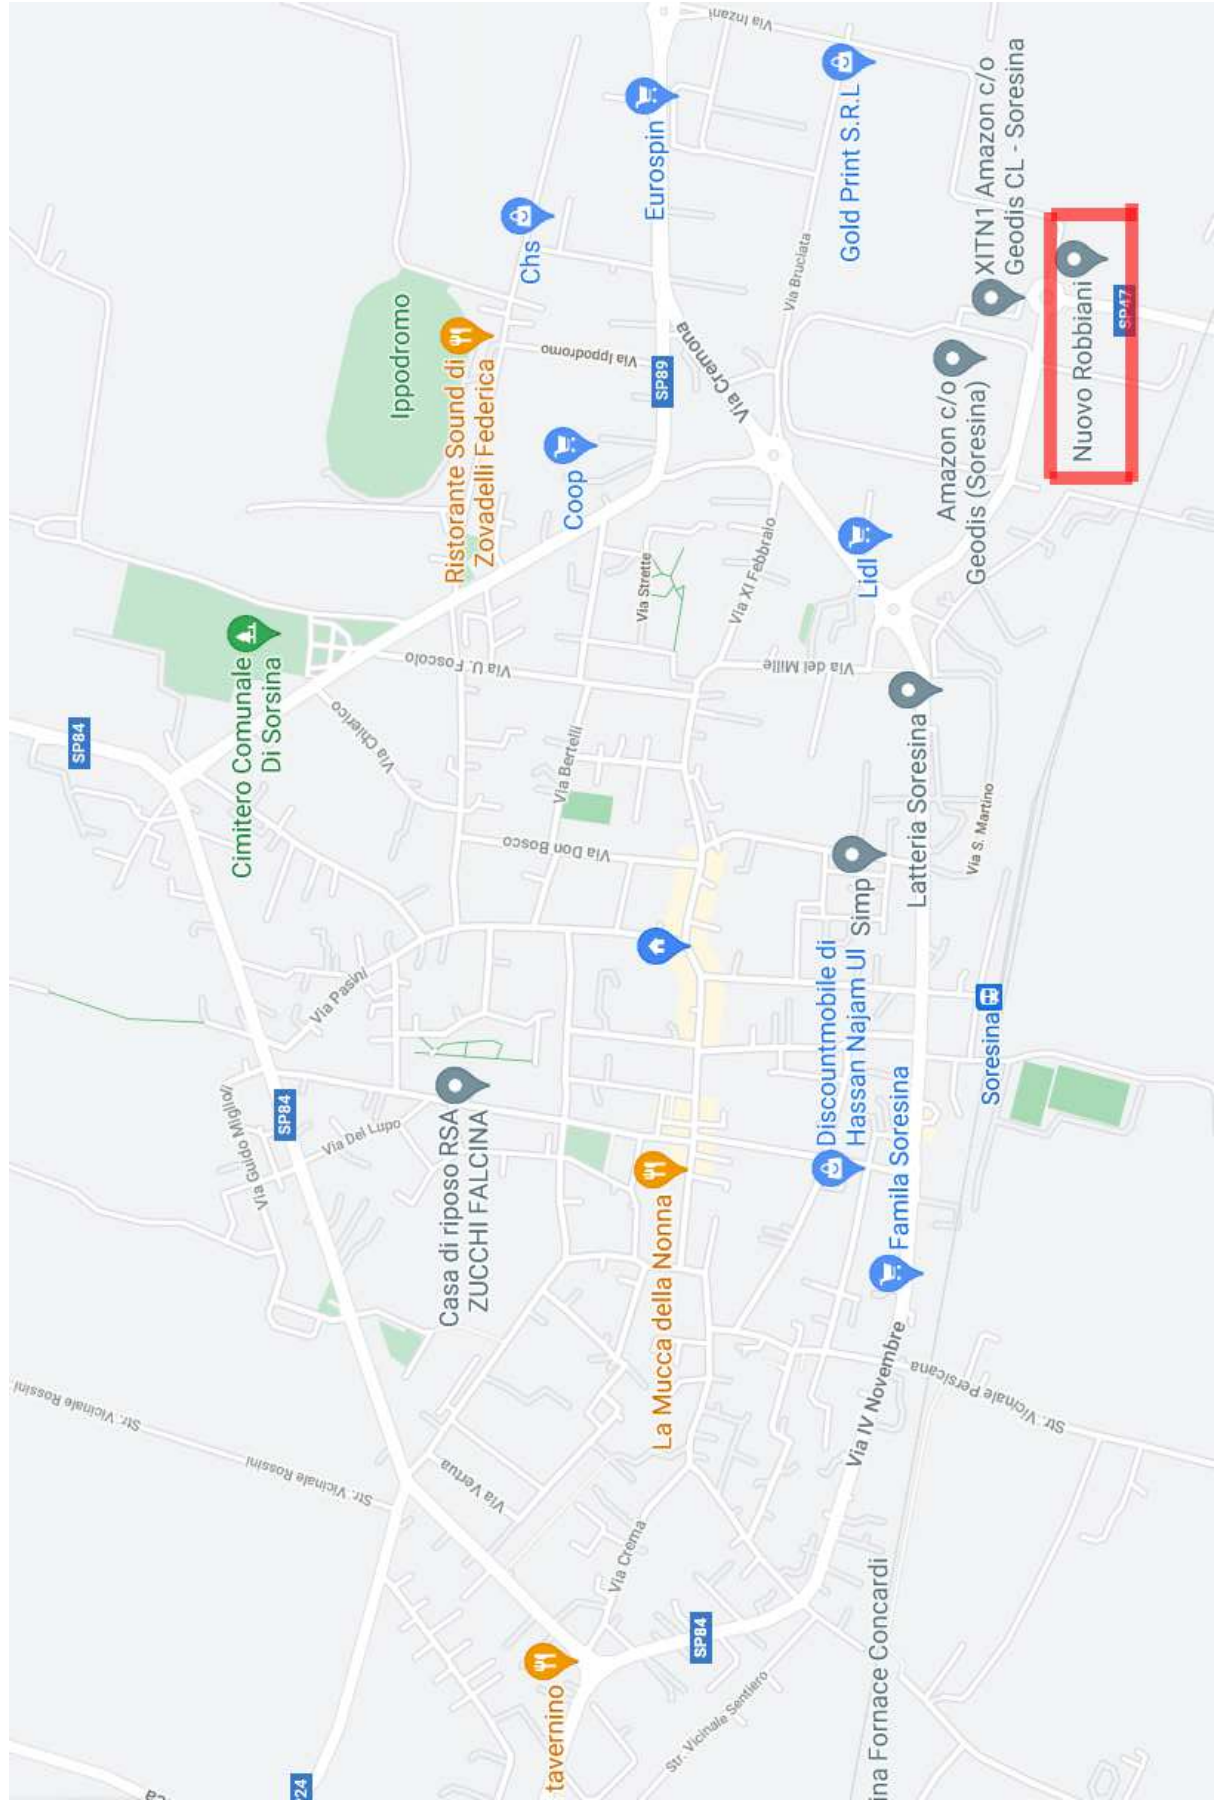 SP84
Str. Vicinale Rossini
Via Guido Miglioli
Cimitero Comunale
Di Sorsina
SP84
24
Str. Vicinale Rossini
Via Pasini
Via Del Lupo
Via Chierico
Ippodromo
Casa di riposo RSA
ZUCCHI FALCINA
Ristorante Sound di
Zovadelli Federica
Via U. Foscolo
Via Vertua
Chs
tavernino
Via Don Bosco
Via Bertelli
Coop
Via Ippodromo
Via Crema
Via Strette
Eurospin
La Mucca della Nonna
SP89
SP84
Via Cremona
Str. Vicinale Sentiero
Via Inzani
Via XI Febbraio
Via Bruciata
Via del Mille
Discountmobile di
Hassan Najam Ul
Simp
Gold Print S.R.L
Lidl
Via IV Novembre
ina Fornace Concardi
Famila Soresina
Latteria Soresina
Str. Vicinale Persicana
Amazon c/o
Geodis (Soresina)
Via S. Martino
Soresina
XITN1 Amazon c/o
Geodis CL - Soresina
Nuovo Robbiani
SP47